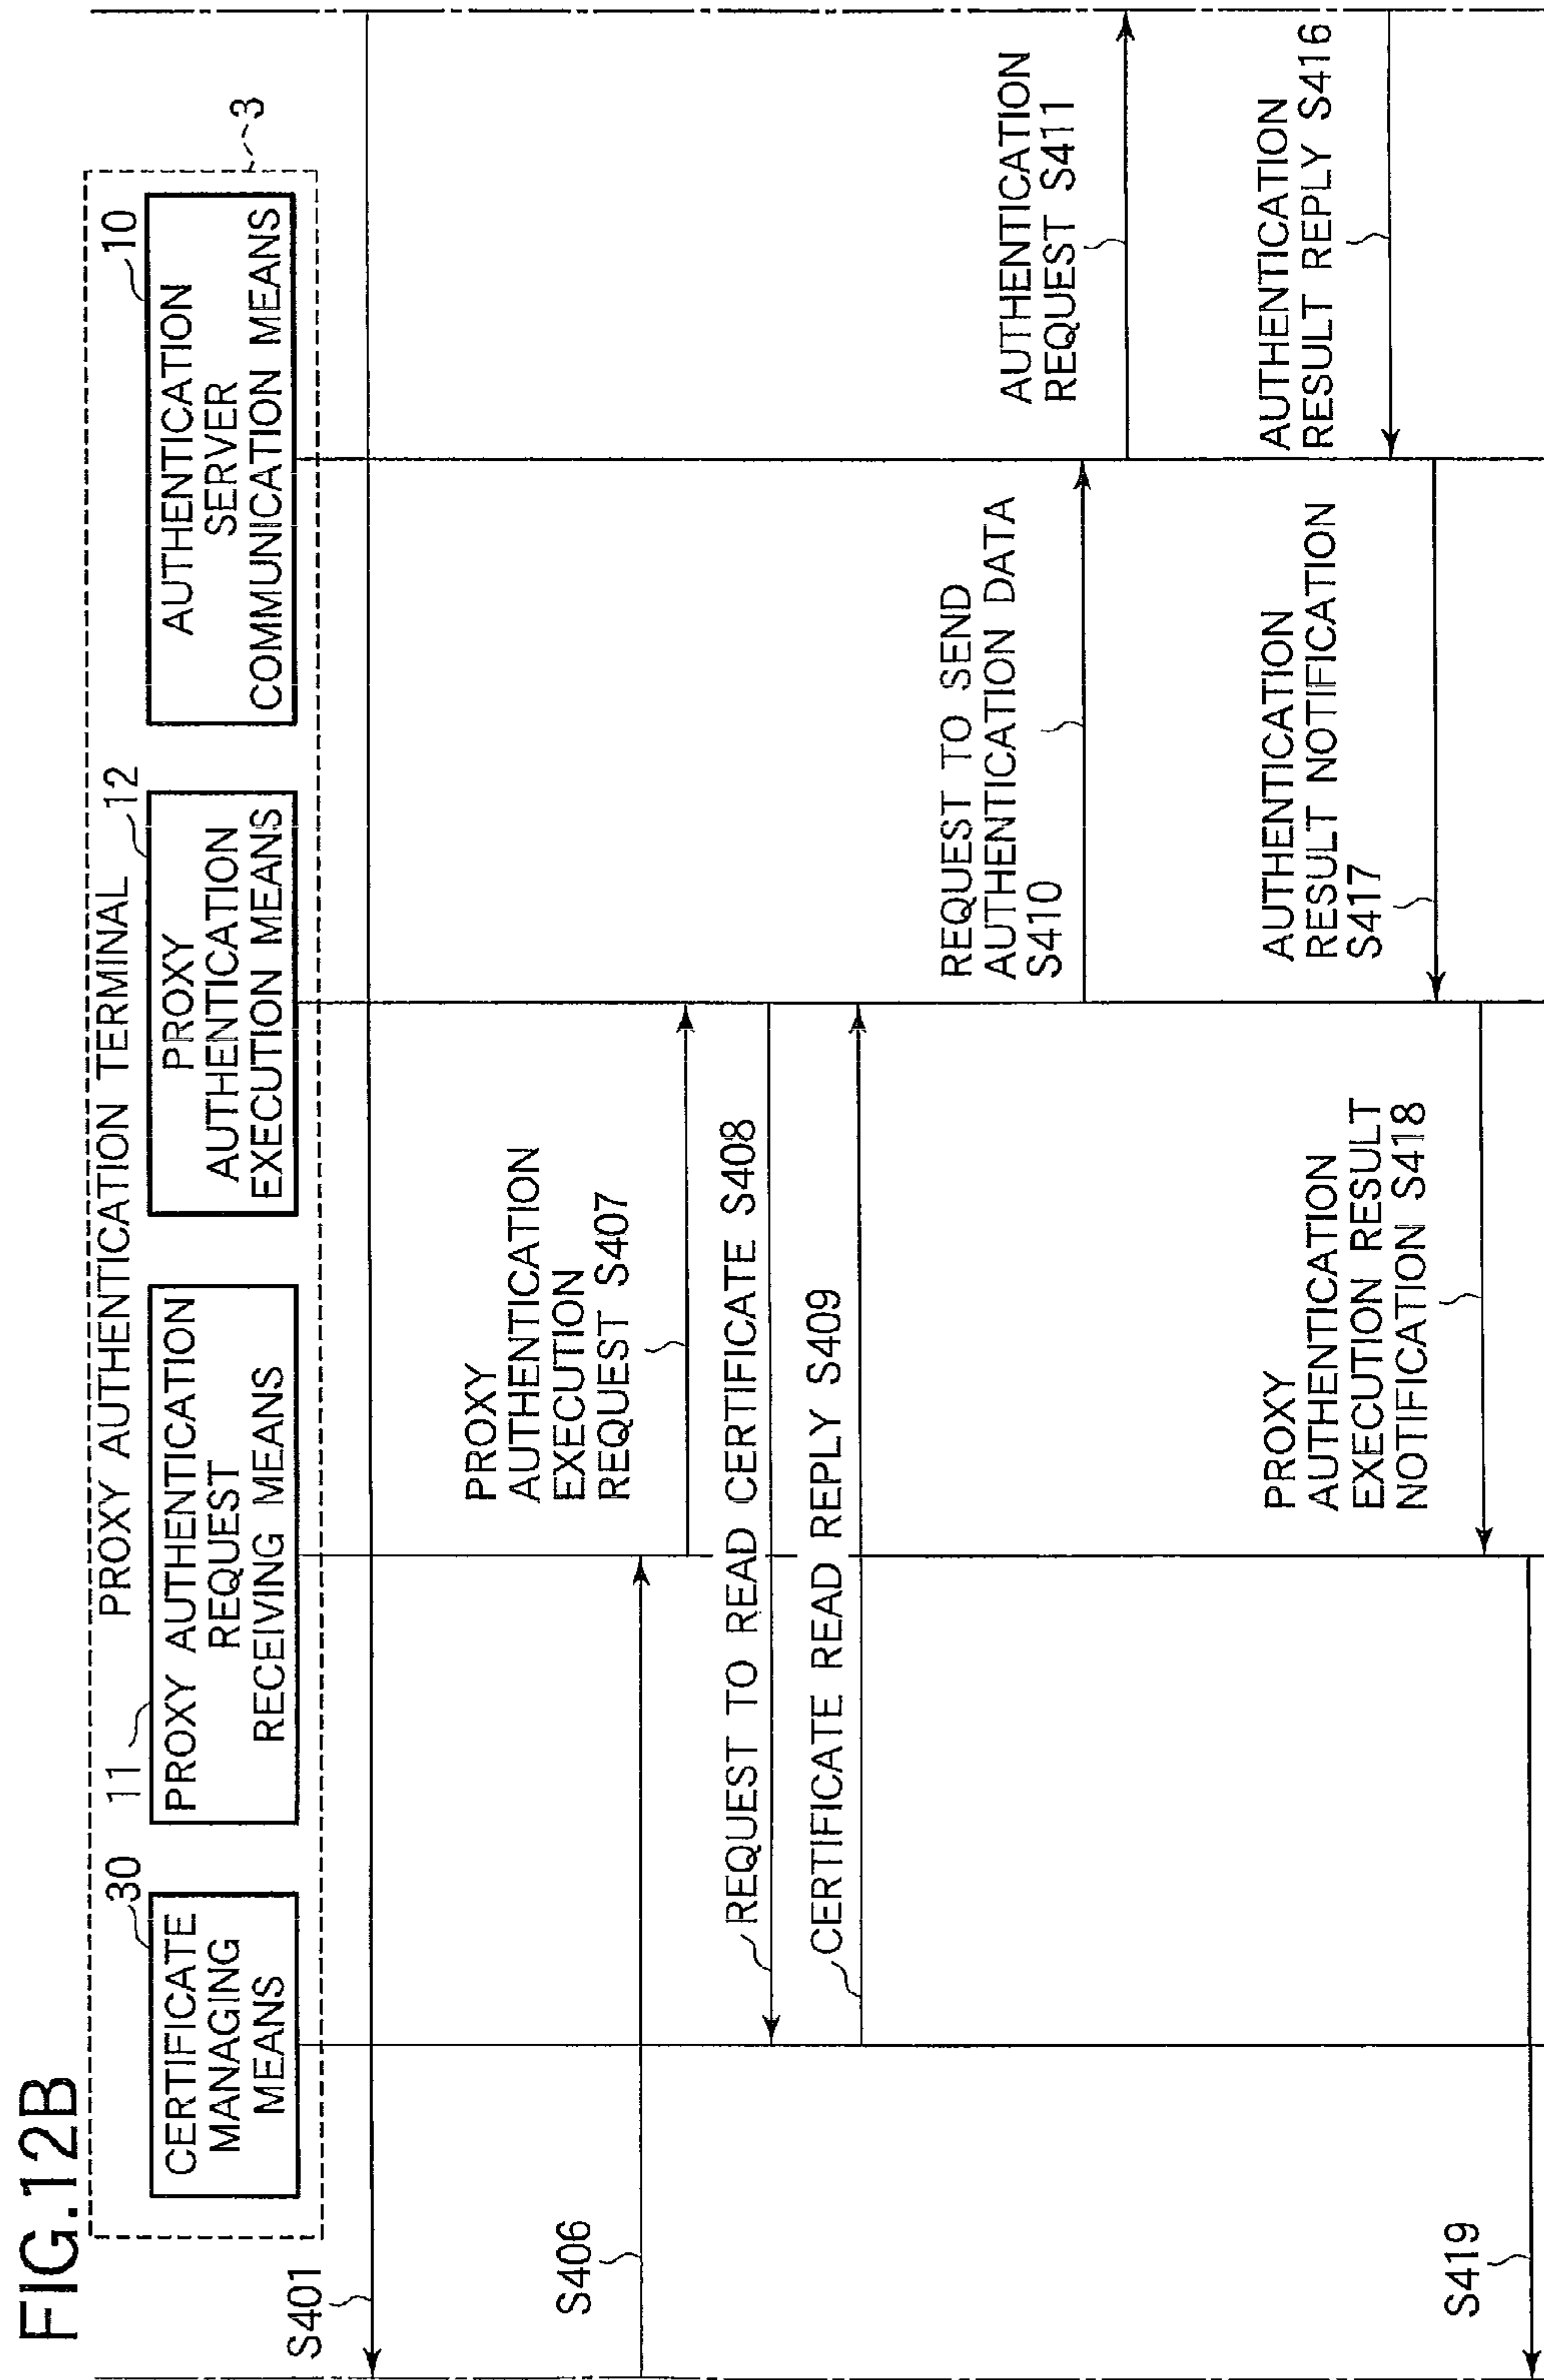 FIG.12B
PROXY AUTHENTICATION TERMINAL
3
30
CERTIFICATE
MANAGING
MEANS
11
PROXY AUTHENTICATION
REQUEST
RECEIVING MEANS
12
PROXY
AUTHENTICATION
EXECUTION MEANS
10
AUTHENTICATION
SERVER
COMMUNICATION MEANS
S401
S406
PROXY
AUTHENTICATION
EXECUTION
REQUEST S407
REQUEST TO READ CERTIFICATE S408
CERTIFICATE READ REPLY S409
REQUEST TO SEND
AUTHENTICATION DATA
S410
AUTHENTICATION
REQUEST S411
AUTHENTICATION
RESULT REPLY S416
AUTHENTICATION
RESULT NOTIFICATION
S417
PROXY
AUTHENTICATION
EXECUTION RESULT
NOTIFICATION S418
S419